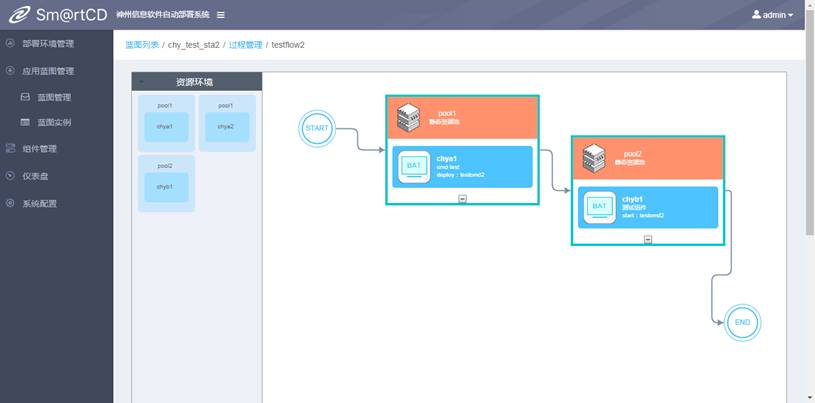 Sm@rtCD 神州信息软件自动部署系统
admin
部署环境管理
应用蓝图管理
蓝图管理
蓝图实例
组件管理
仪表盘
系统配置
蓝图列表 / chy_test_sta2 / 过程管理 / testflow2
资源环境
pool1
chya1
pool1
chya2
pool2
chyb1
START
pool1
静态资源池
BAT
chya1
cmd test
deploy : testcmd2
pool2
静态资源池
BAT
chyb1
测试组件
start : testcmd2
END